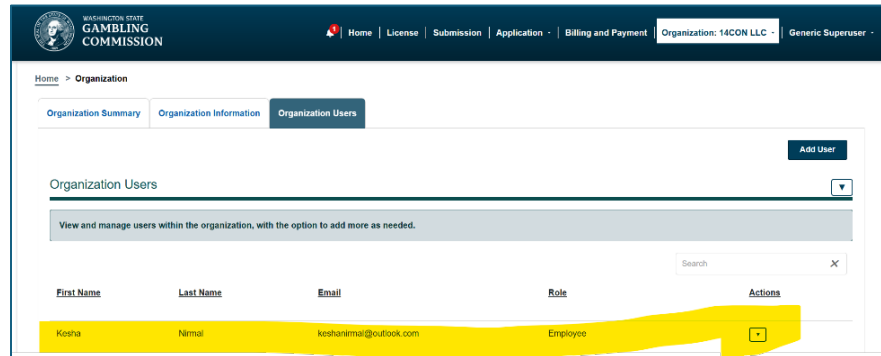 WASHINGTON STATE
GAMBLING
COMMISSION
1
Home | License | Submission | Application - | Billing and Payment | Organization: 14CON LLC - | Generic Superuser -
Home > Organization
Organization Summary
Organization Information
Organization Users
Add User
Organization Users
View and manage users within the organization, with the option to add more as needed.
Search
First Name Last Name Email Role Actions
Kesha Nirmal keshanirmal@outlook.com Employee